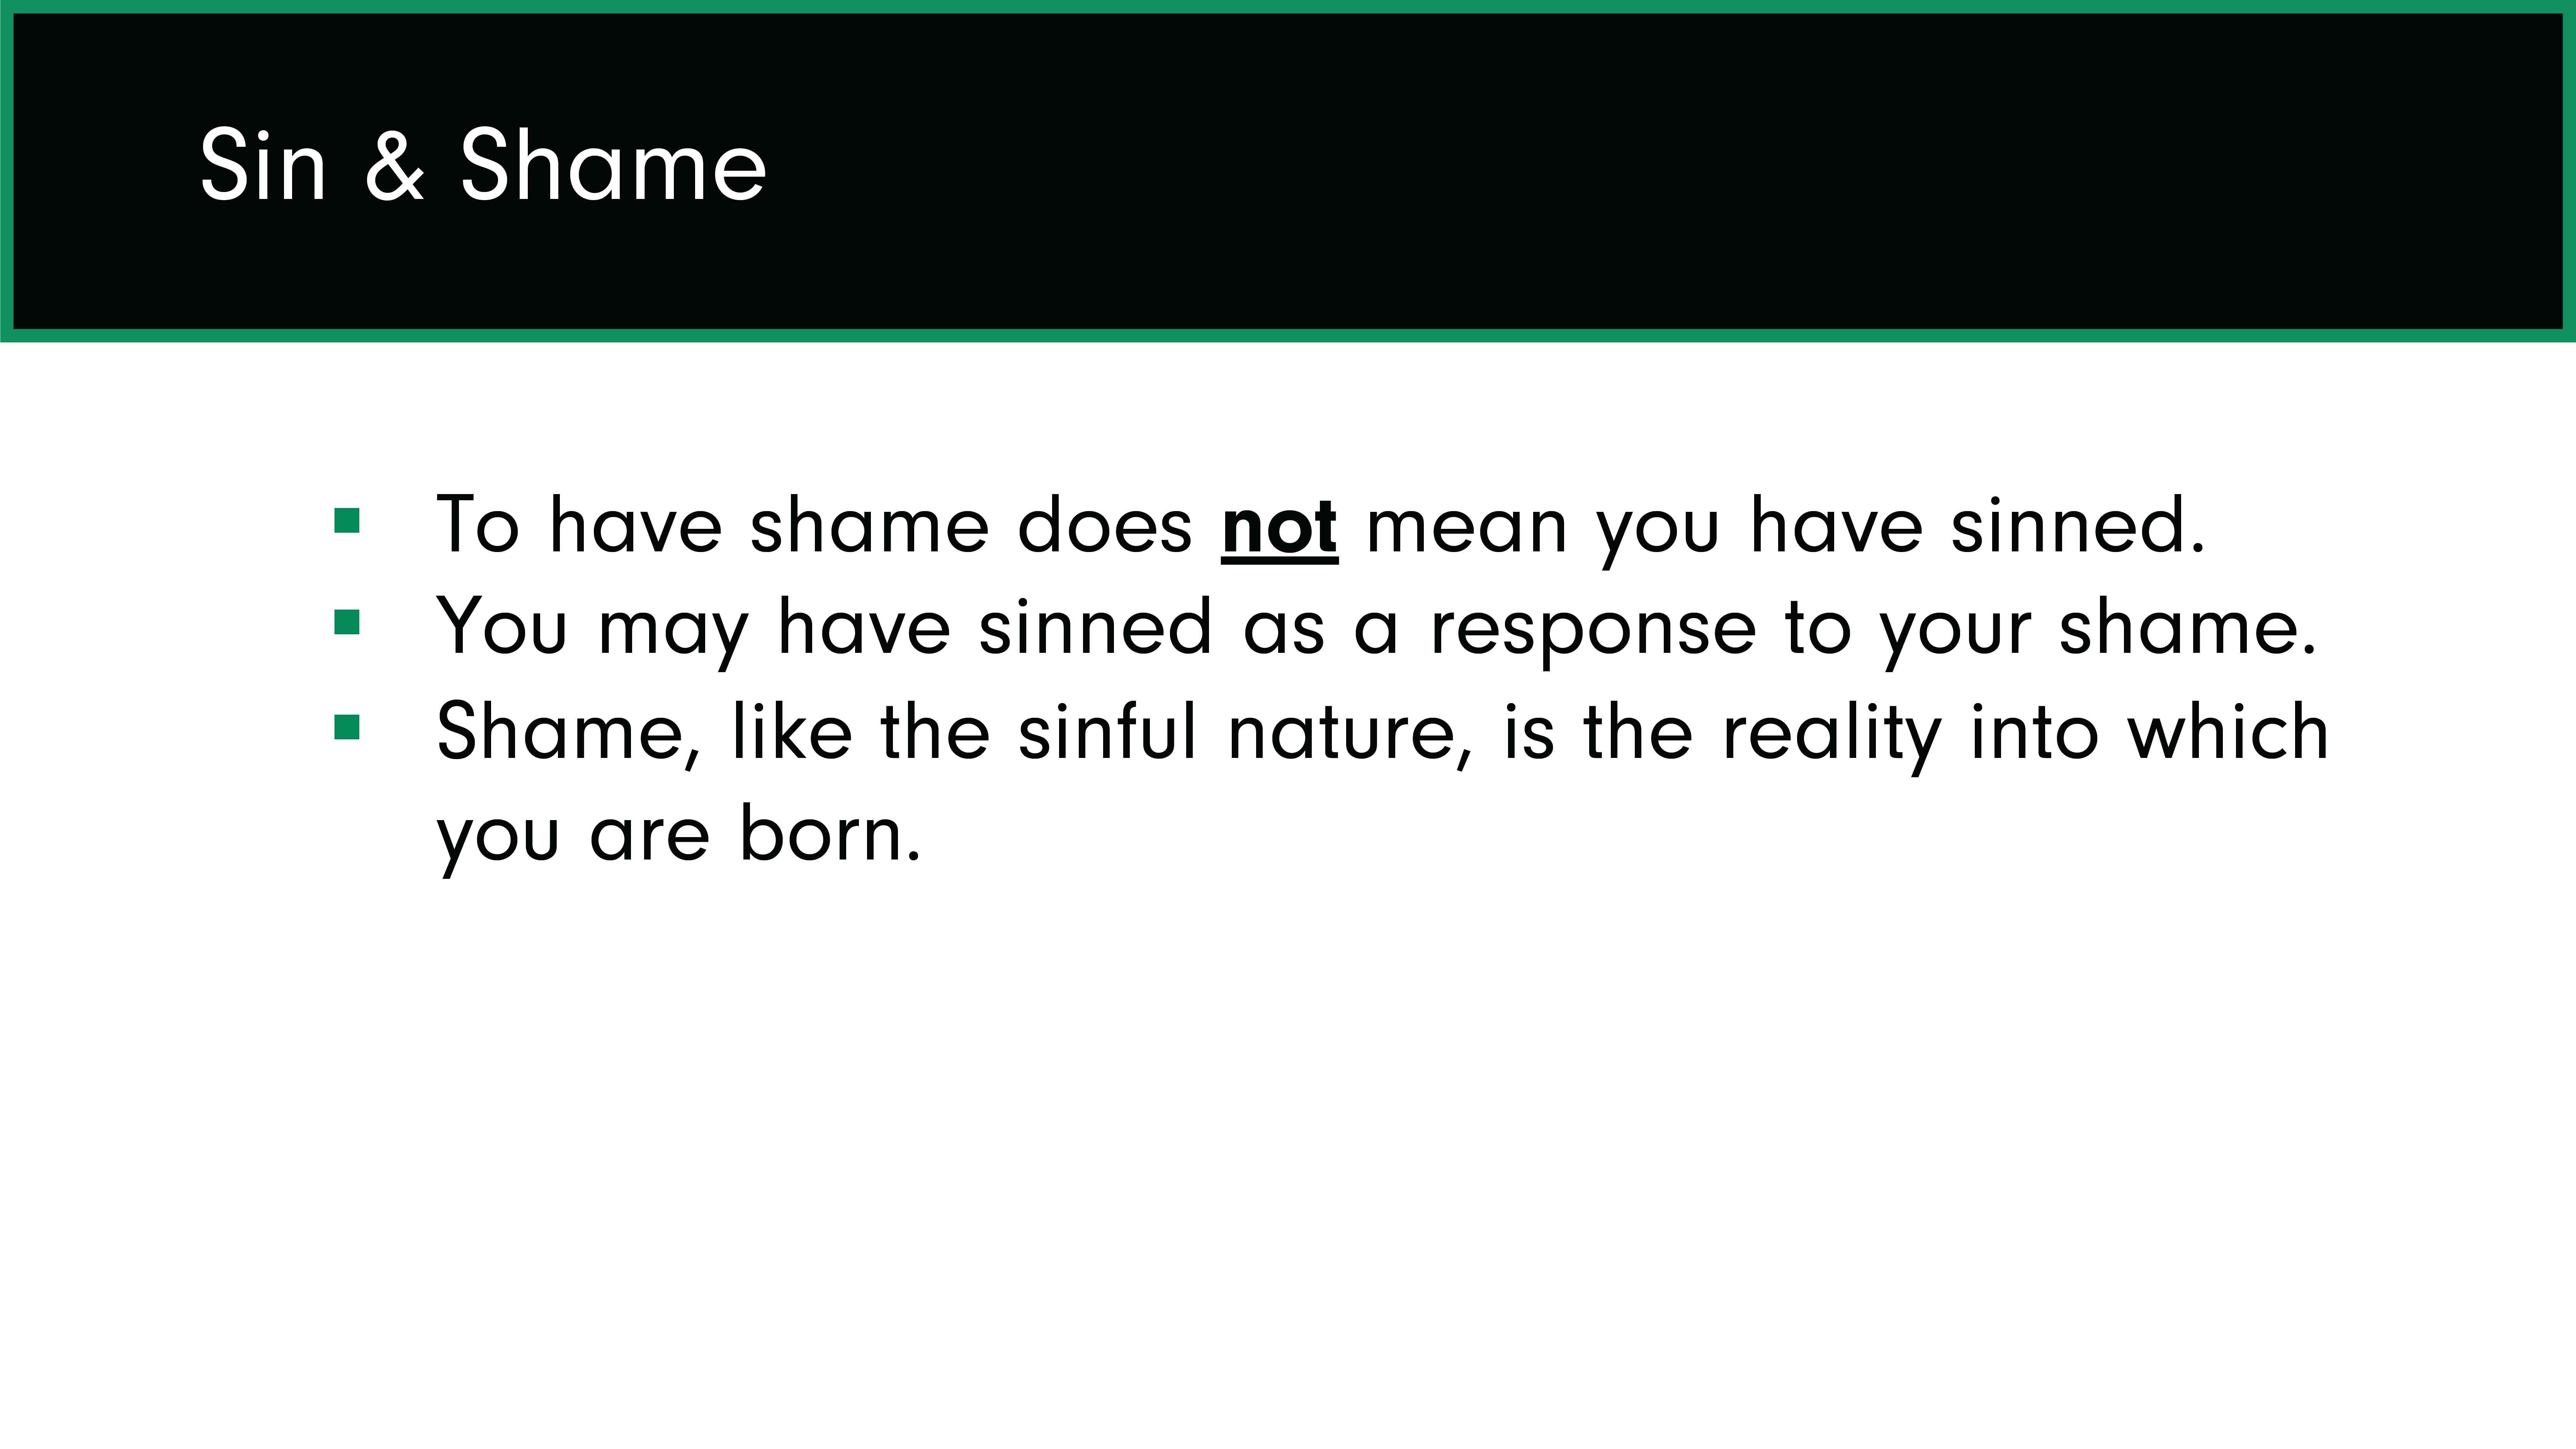 Sin & Shame
To have shame does not mean you have sinned.
You may have sinned as a response to your shame.
Shame, like the sinful nature, is the reality into which
you are born.